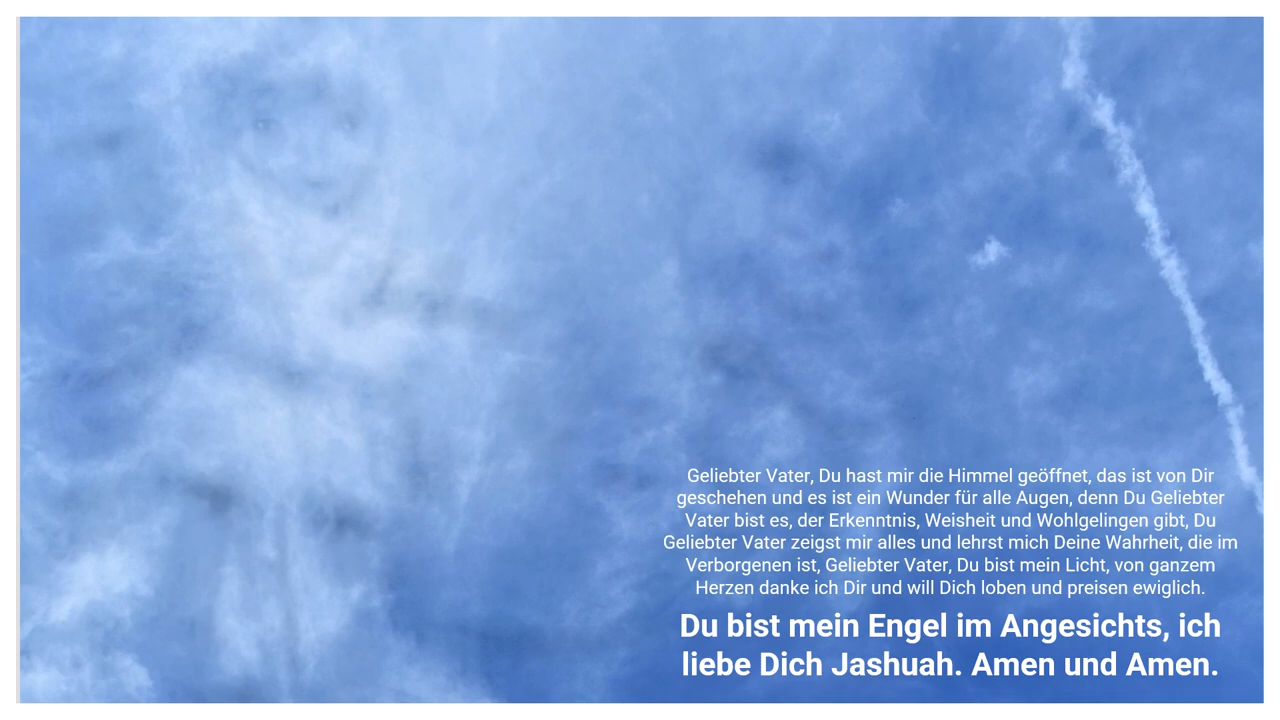 Geliebter Vater, Du hast mir die Himmel geöffnet, das ist von Dir
geschehen und es ist ein Wunder für alle Augen, denn Du Geliebter
Vater bist es, der Erkenntnis, Weisheit und Wohlgelingen gibt, Du
Geliebter Vater zeigst mir alles und lehrst mich Deine Wahrheit, die im
Verborgenen ist, Geliebter Vater, Du bist mein Licht, von ganzem
Herzen danke ich Dir und will Dich loben und preisen ewiglich.
Du bist mein Engel im Angesichts, ich
liebe Dich Jashuah. Amen und Amen.